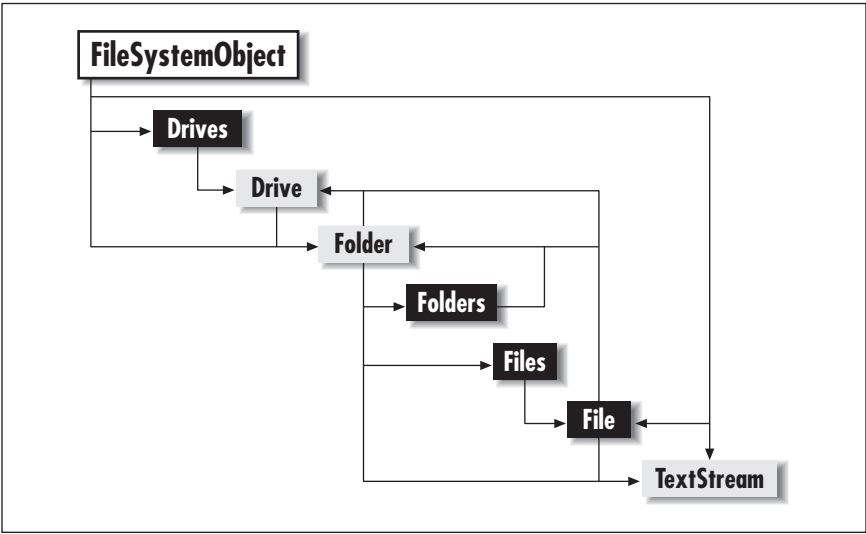 FileSystemObject
Drives
Drive
Folder
Folders
Files
File
TextStream